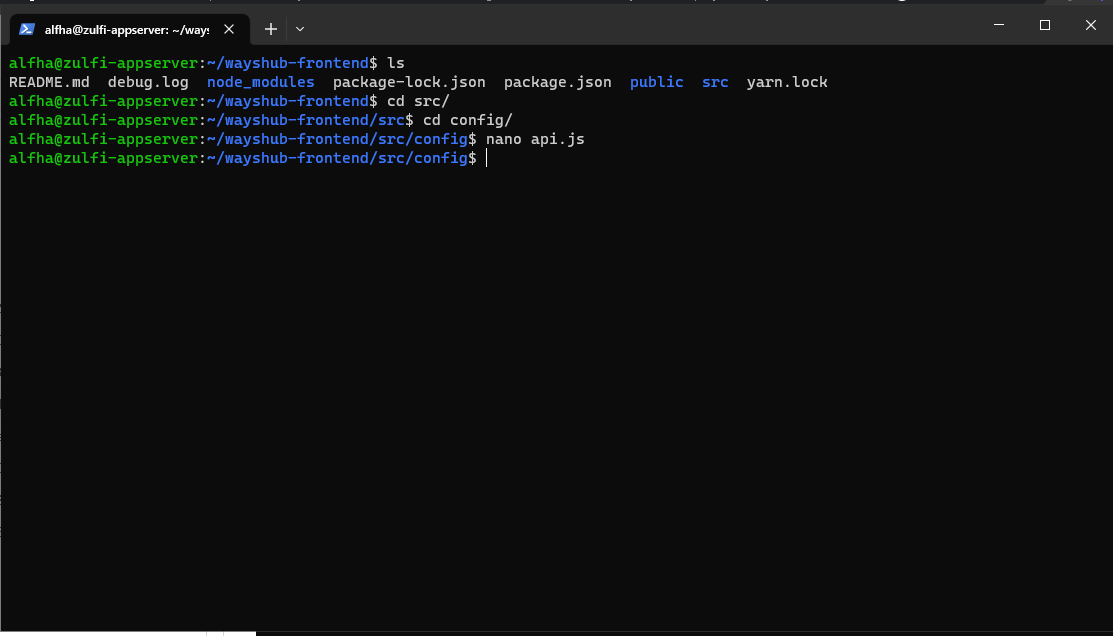 alfha@zulfi-appserver: ~/ways
alfha@zulfi-appserver:~/wayshub-frontend$ ls
README.md  debug.log  node_modules  package-lock.json  package.json  public  src  yarn.lock
alfha@zulfi-appserver:~/wayshub-frontend$ cd src/
alfha@zulfi-appserver:~/wayshub-frontend/src$ cd config/
alfha@zulfi-appserver:~/wayshub-frontend/src/config$ nano api.js
alfha@zulfi-appserver:~/wayshub-frontend/src/config$